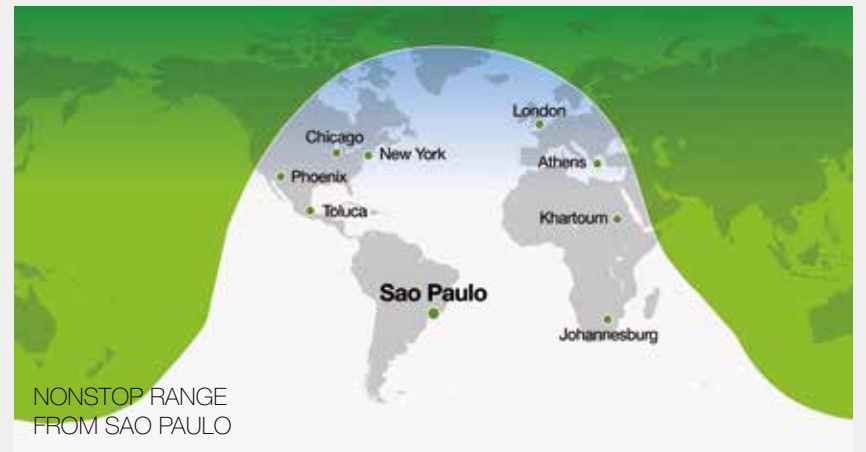 London
Chicago
New York
Athens
Phoenix
Toluca
Khartoum
Sao Paulo
Johannesburg
NONSTOP RANGE
FROM SAO PAULO